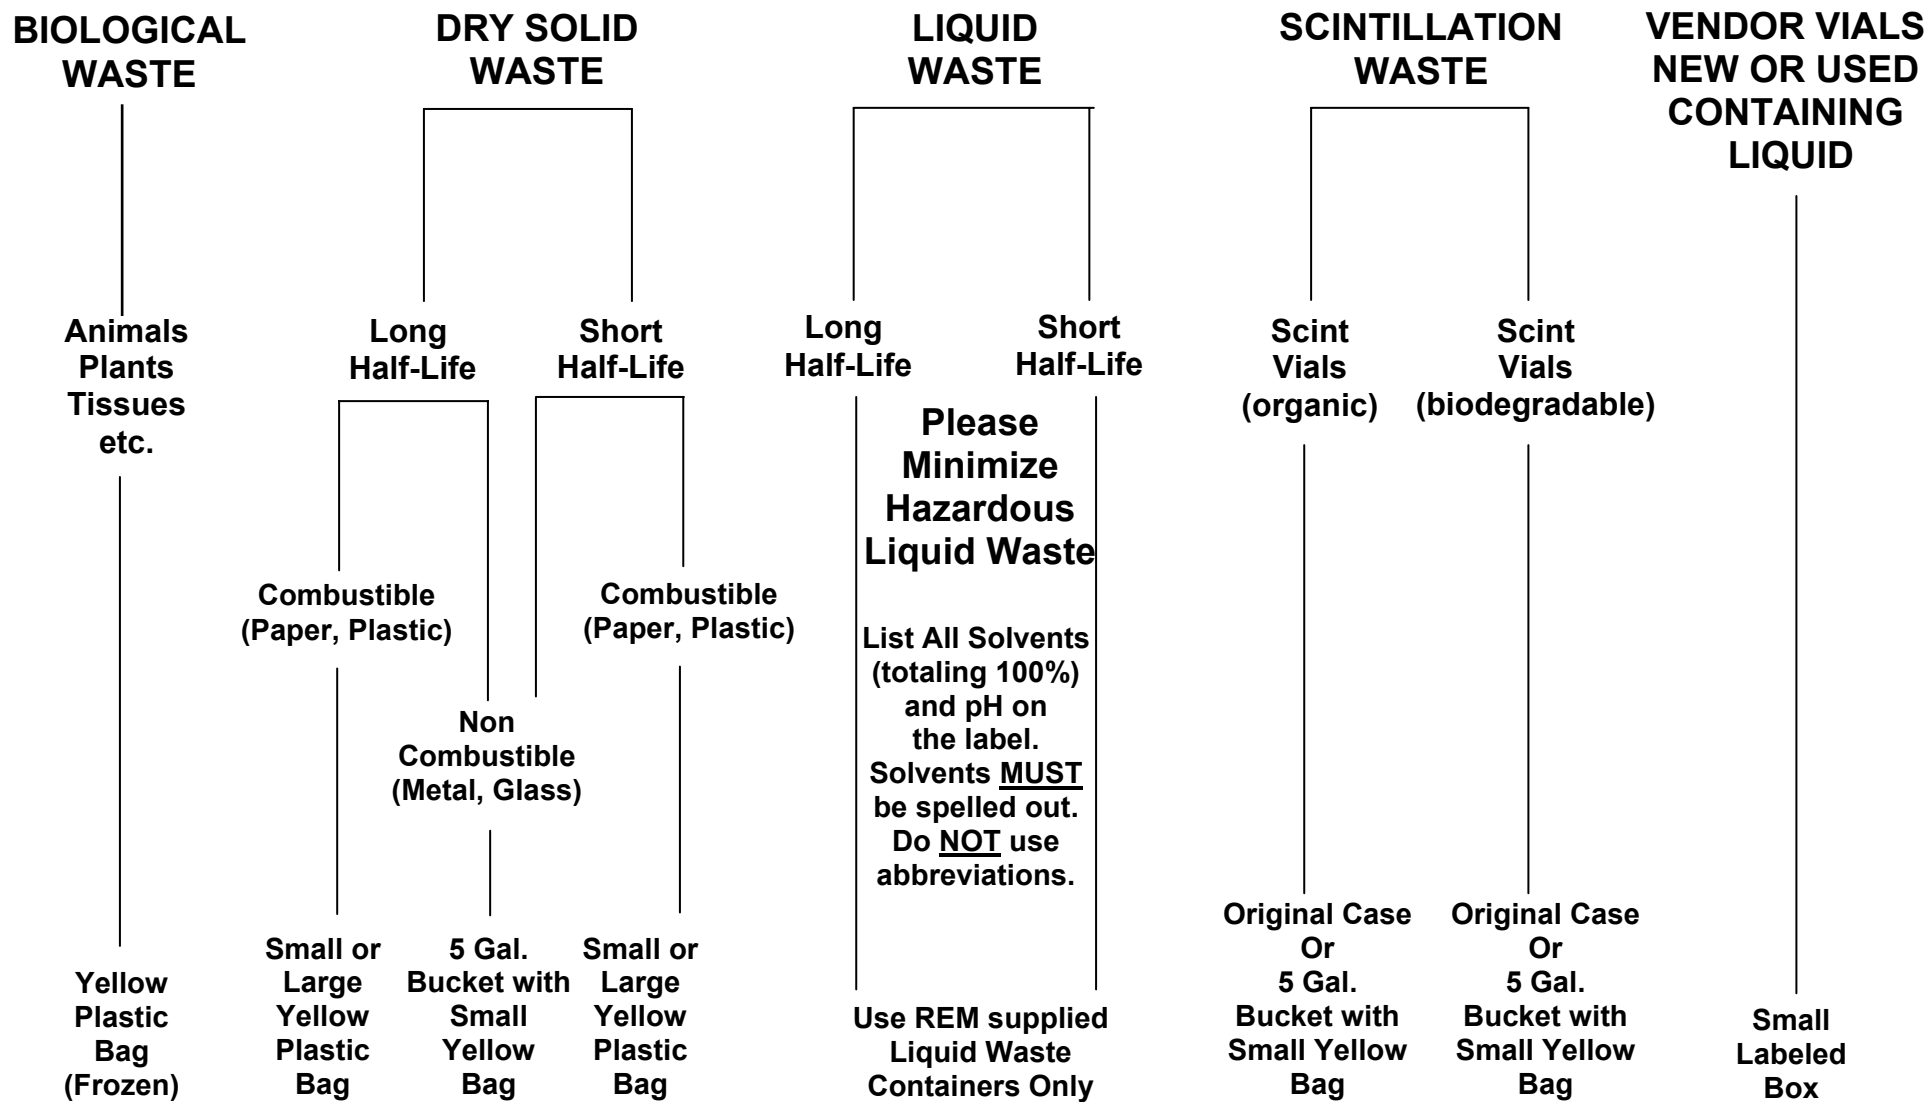 BIOLOGICAL
WASTE
DRY SOLID
WASTE
LIQUID
WASTE
SCINTILLATION
WASTE
VENDOR VIALS
NEW OR USED
CONTAINING
LIQUID
Animals
Plants
Tissues
etc.
Long
Half-Life
Short
Half-Life
Long
Half-Life
Short
Half-Life
Scint
Vials
(organic)
Scint
Vials
(biodegradable)
Please
Minimize
Hazardous
Liquid Waste
Combustible
(Paper, Plastic)
Combustible
(Paper, Plastic)
Non
Combustible
(Metal, Glass)
List All Solvents
(totaling 100%)
and pH on
the label.
Solvents MUST
be spelled out.
Do NOT use
abbreviations.
Yellow
Plastic
Bag
(Frozen)
Small or
Large
Yellow
Plastic
Bag
5 Gal.
Bucket with
Small
Yellow
Bag
Small or
Large
Yellow
Plastic
Bag
Use REM supplied
Liquid Waste
Containers Only
Original Case
Or
5 Gal.
Bucket with
Small Yellow
Bag
Original Case
Or
5 Gal.
Bucket with
Small Yellow
Bag
Small
Labeled
Box